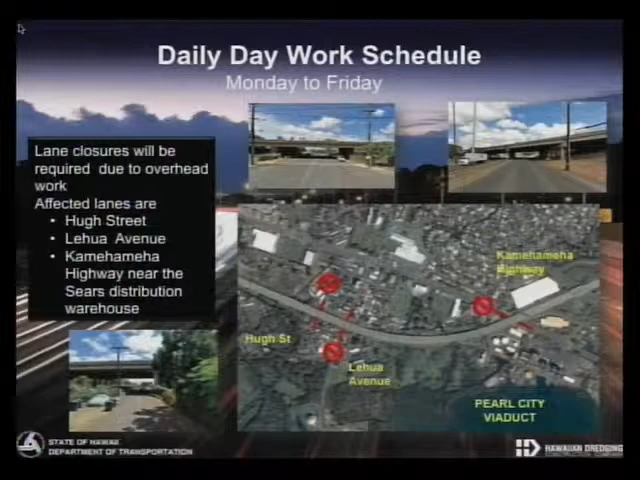 Daily Day Work Schedule
Monday to Friday
Lane closures will be
required due to overhead
work
Affected lanes are
• Hugh Street
• Lehua Avenue
• Kamehameha
Highway near the
Sears distribution
warehouse
Kamehameha
Highway
Hugh St
Lehua
Avenue
PEARL CITY
VIADUCT
STATE OF HAWAII
DEPARTMENT OF TRANSPORTATION
HD HAWAIIAN DREDGING